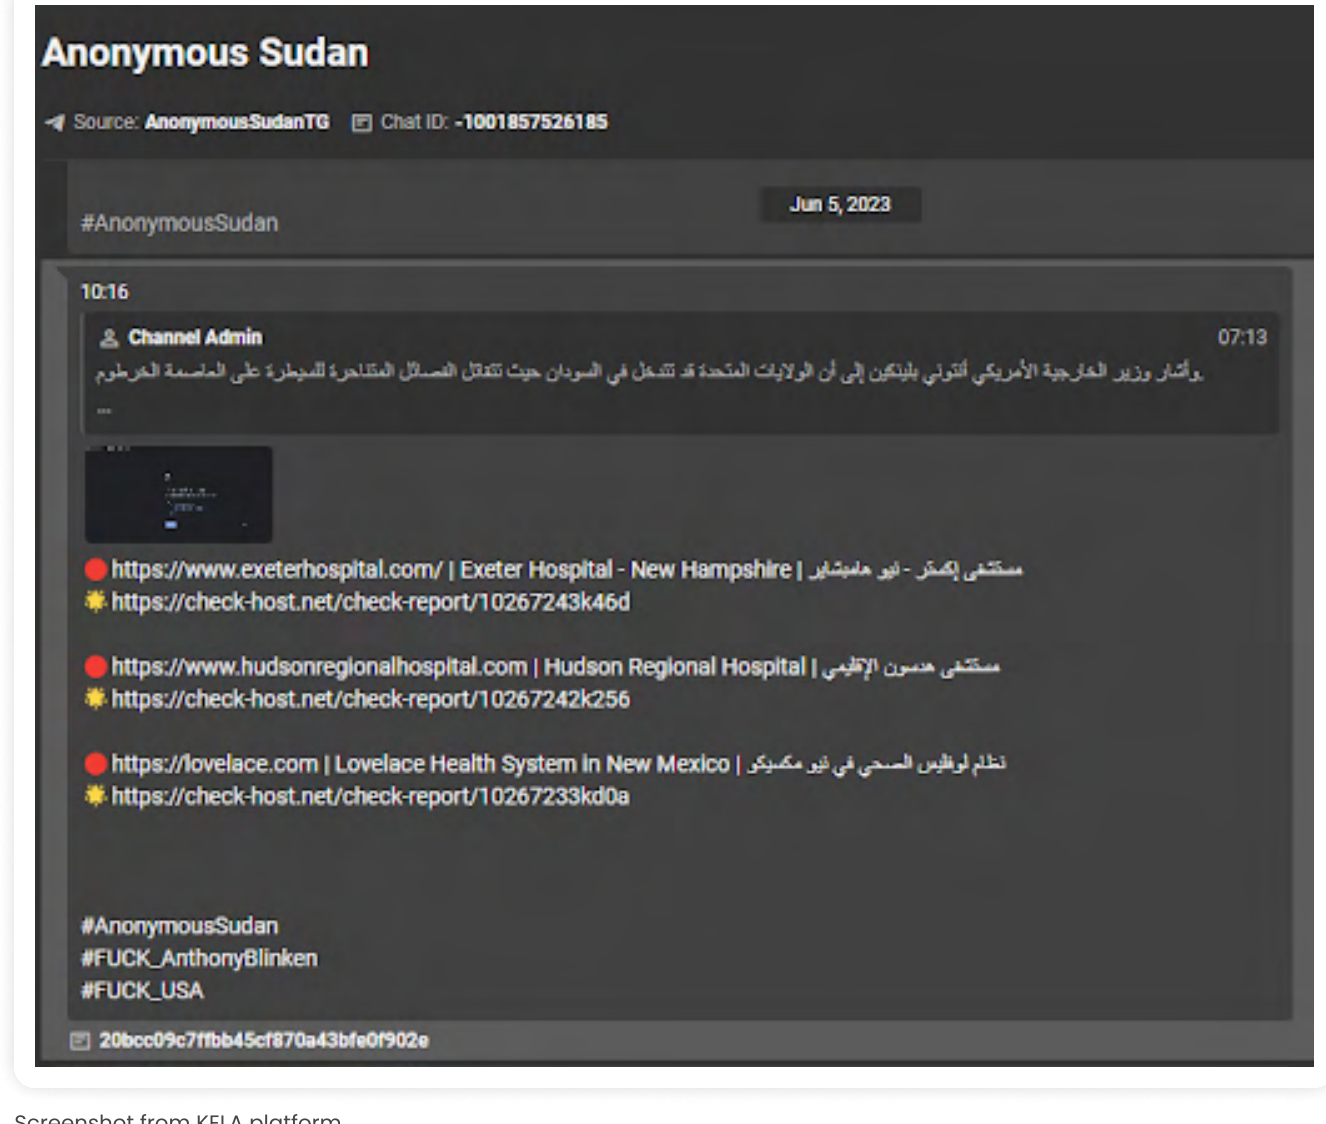 Anonymous Sudan
Source: AnonymousSudanTG Chat ID: -1001857526185
Jun 5, 2023
#AnonymousSudan
10:16
Channel Admin 07:13
وأشار وزير الخارجية الأمريكي أنتوني بلينكين إلى أن الولايات المتحدة قد تتدخل في السودان حيث تتقاتل الفصائل المتناحرة للسيطرة على العاصمة الخرطوم.
...
https://www.exeterhospital.com/ | Exeter Hospital - New Hampshire | مستشفى إكستر - نيو هامبشاير
https://check-host.net/check-report/10267243k46d
https://www.hudsonregionalhospital.com | Hudson Regional Hospital | مستشفى هدسون الإقليمي
https://check-host.net/check-report/10267242k256
https://lovelace.com | Lovelace Health System in New Mexico | نظام لوفليس الصحي في نيو مكسيكو
https://check-host.net/check-report/10267233kd0a
#AnonymousSudan
#FUCK_AnthonyBlinken
#FUCK_USA
20bcc09c7ffbb45cf870a43bfe0f902e
Screenshot from KELA platform